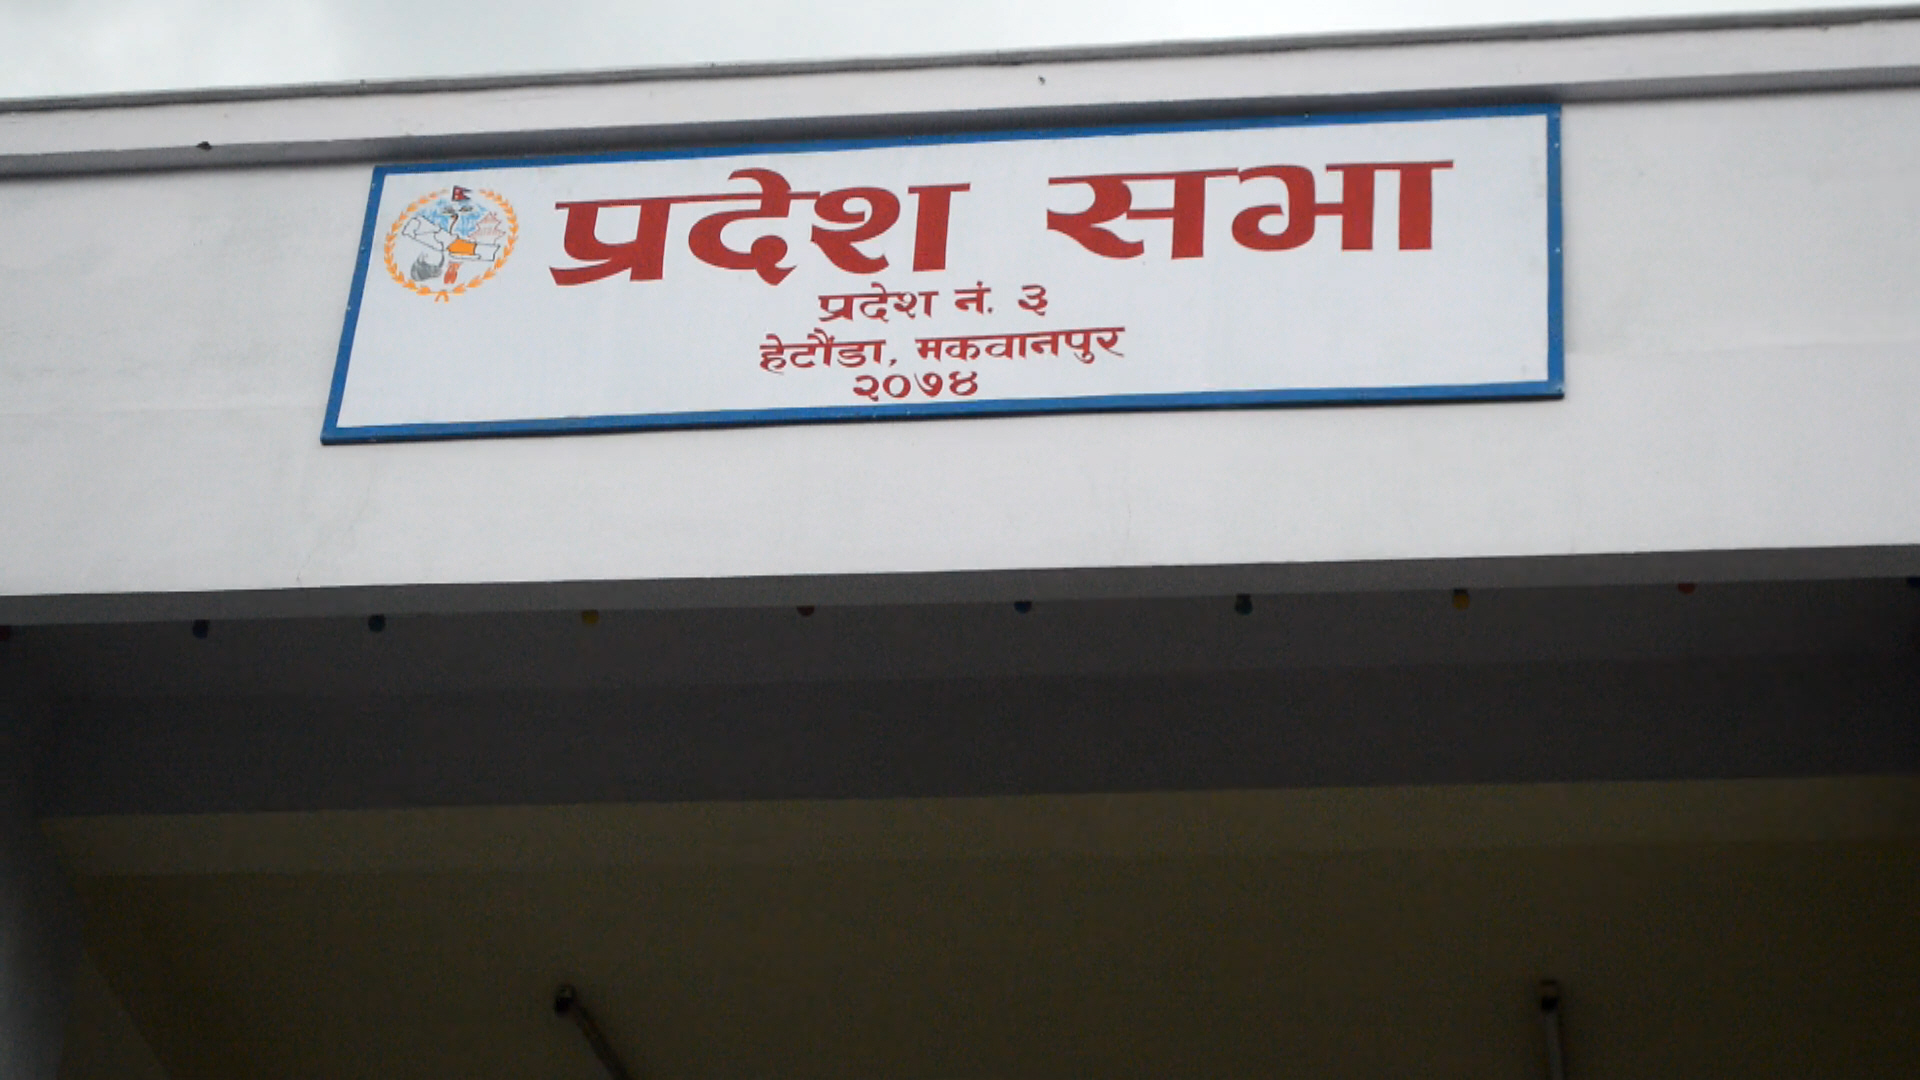 प्रदेश सभा
प्रदेश नं. ३
हेटौंडा, मकवानपुर
२०७४